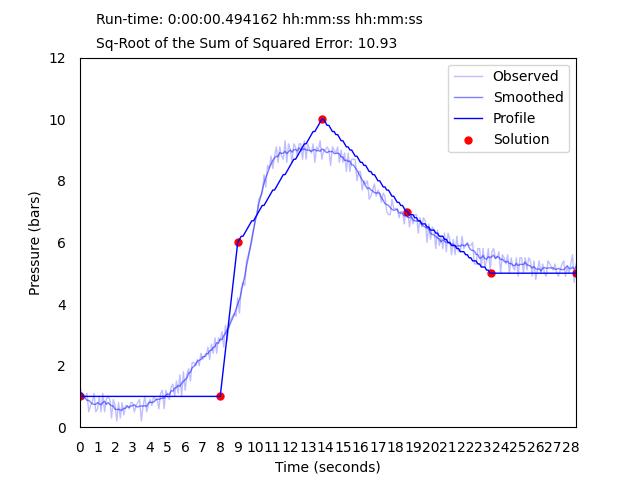 Run-time: 0:00:00.494162 hh:mm:ss hh:mm:ss
Sq-Root of the Sum of Squared Error: 10.93
12
10
8
6
4
2
0
Pressure (bars)
Observed
Smoothed
Profile
Solution
0 1 2 3 4 5 6 7 8 9 10 11 12 13 14 15 16 17 18 19 20 21 22 23 24 25 26 27 28
Time (seconds)